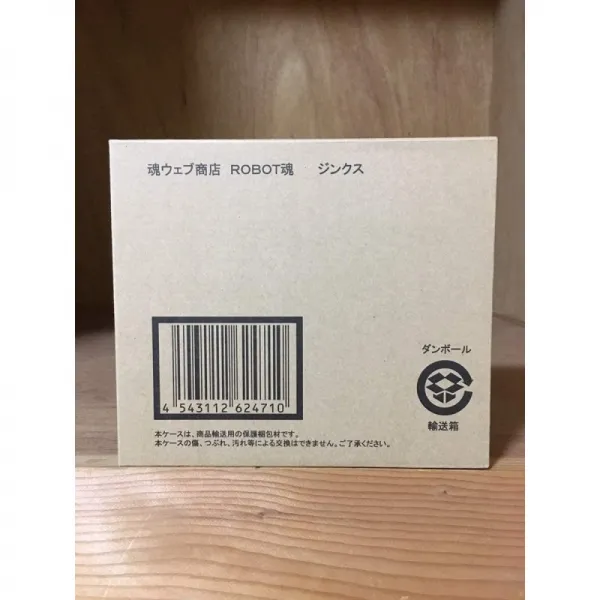 魂ウェブ商店 ROBOT魂 ジンクス
ダンボール
輸送箱
4 543112 624710
本ケースは、商品輸送用の保護梱包材です。
本ケースの傷、つぶれ、汚れ等による交換はできません。ご了承ください。